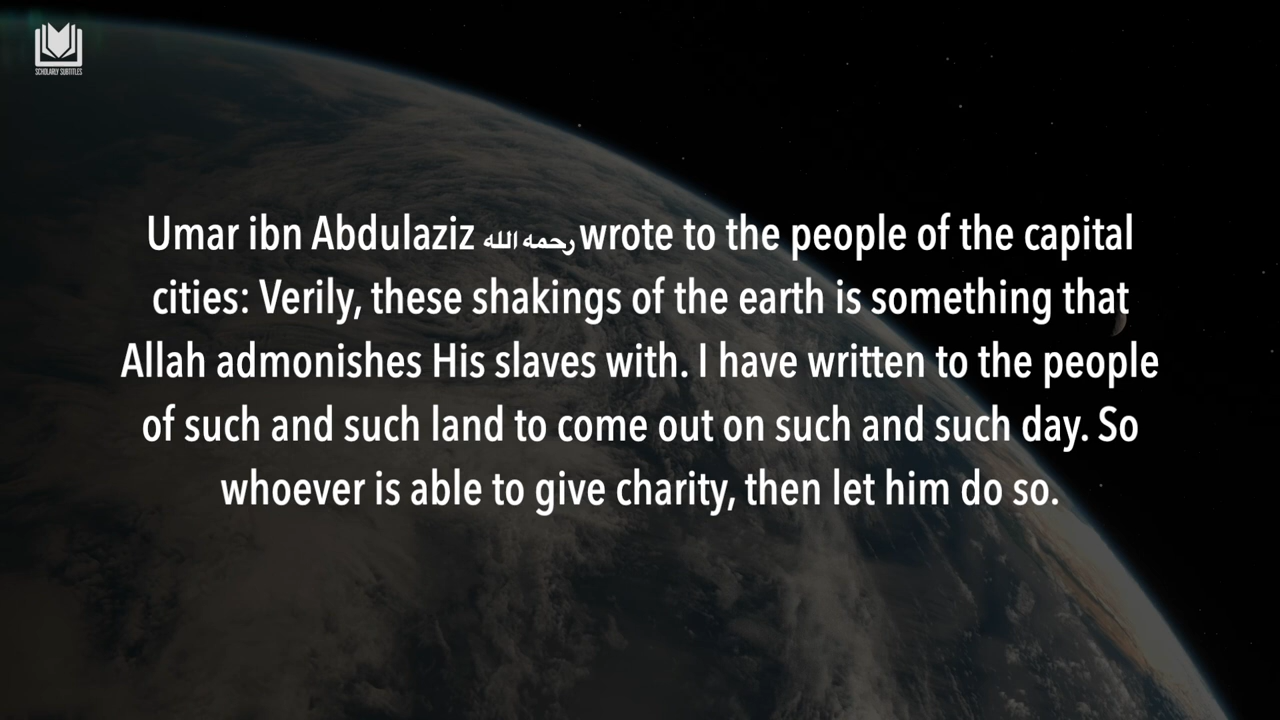 SCHOLARLY SUBTITLES
Umar ibn Abdulaziz رحمه الله wrote to the people of the capital
cities: Verily, these shakings of the earth is something that
Allah admonishes His slaves with. I have written to the people
of such and such land to come out on such and such day. So
whoever is able to give charity, then let him do so.